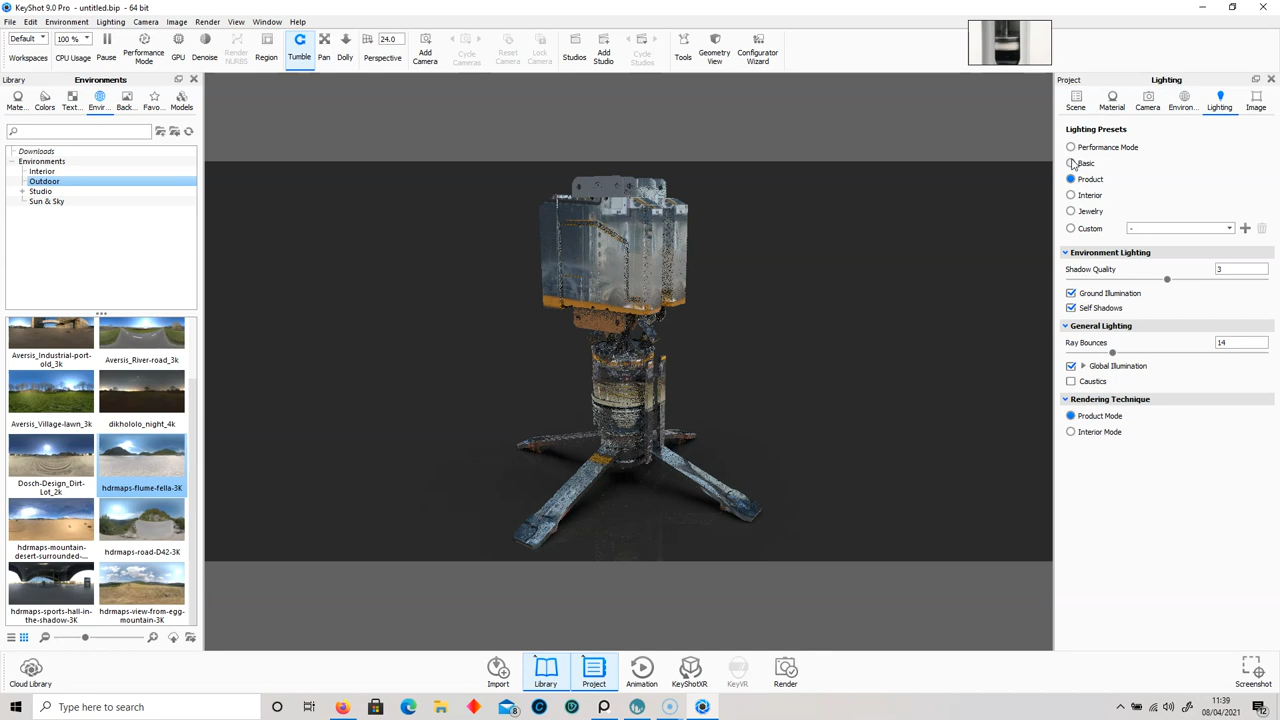 KeyShot 9.0 Pro - untitled.bip - 64 bit
File Edit Environment Lighting Camera Image Render View Window Help
Default 100 % 24.0
Workspaces CPU Usage Pause Performance Mode GPU Denoise Render NURBS Region Tumble Pan Dolly Perspective Add Camera Cycle Cameras Reset Camera Lock Camera Studios Add Studio Cycle Studios Tools Geometry View Configurator Wizard
Library Environments
Mate... Colors Text... Envir... Back... Favo... Models
Downloads
Environments
Interior
Outdoor
Studio
Sun & Sky
Aversis_Industrial-port-old_3k
Aversis_River-road_3k
Aversis_Village-lawn_3k
dikhololo_night_4k
Dosch-Design_Dirt-Lot_2k
hdrmaps-flume-fella-3K
hdrmaps-mountain-desert-surrounded-...
hdrmaps-road-D42-3K
hdrmaps-sports-hall-in-the-shadow-3K
hdrmaps-view-from-egg-mountain-3K
Project Lighting
Scene Material Camera Environ... Lighting Image
Lighting Presets
Performance Mode
Basic
Product
Interior
Jewelry
Custom -
Environment Lighting
Shadow Quality 3
Ground Illumination
Self Shadows
General Lighting
Ray Bounces 14
Global Illumination
Caustics
Rendering Technique
Product Mode
Interior Mode
Cloud Library Import Library Project Animation KeyShotXR KeyVR Render Screenshot
Type here to search
8
11:39
08/04/2021
12